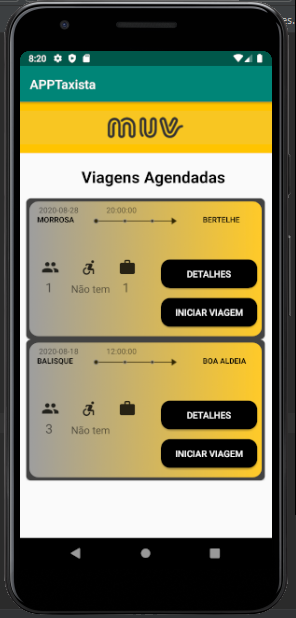 8:20
APPTaxista
muv
Viagens Agendadas
2020-08-28 20:00:00
MORROSA BERTELHE
1 Não tem 1
DETALHES
INICIAR VIAGEM
2020-08-18 12:00:00
BALISQUE BOA ALDEIA
3 Não tem
DETALHES
INICIAR VIAGEM